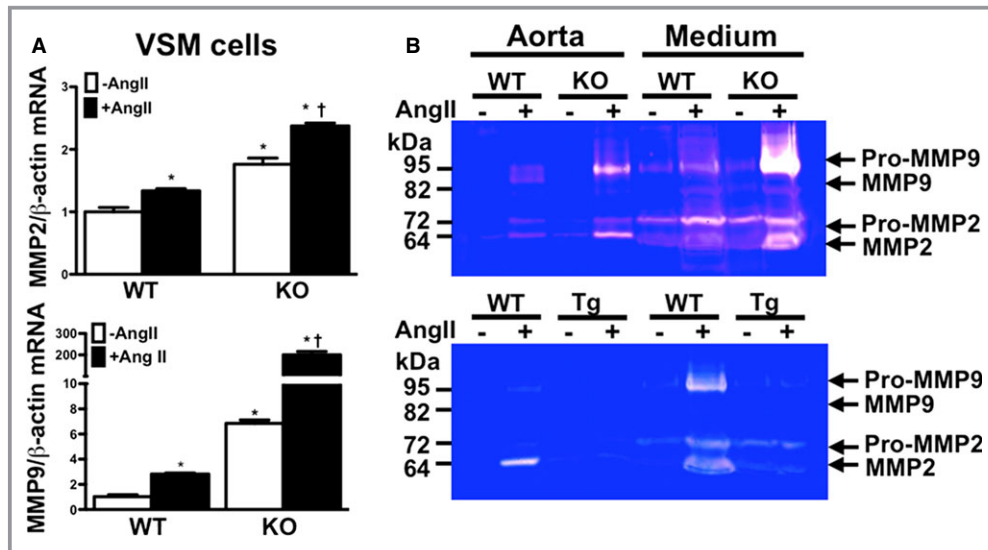 A
VSM cells
MMP2/β-actin mRNA
-AngII
+AngII
3
2
1
0
*
*
* †
WT
KO
MMP9/β-actin mRNA
-AngII
+Ang II
300
200
100
8
6
4
2
0
*
*
*†
WT
KO
B
Aorta
Medium
WT
KO
WT
KO
AngII
-
+
-
+
-
+
-
+
kDa
95
82
72
64
Pro-MMP9
MMP9
Pro-MMP2
MMP2
WT
Tg
WT
Tg
AngII
-
+
-
+
-
+
-
+
kDa
95
82
72
64
Pro-MMP9
MMP9
Pro-MMP2
MMP2